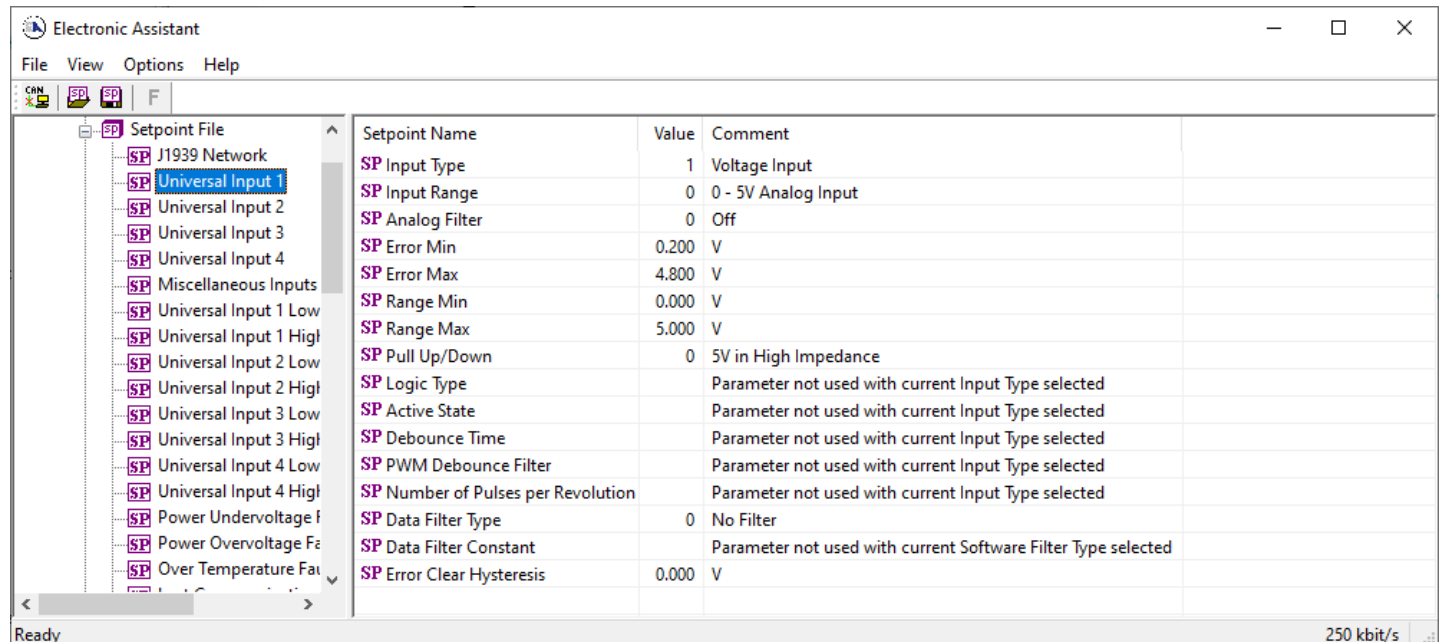 Electronic Assistant
File View Options Help
CAN SP SP F
SP Setpoint File
SP J1939 Network
SP Universal Input 1
SP Universal Input 2
SP Universal Input 3
SP Universal Input 4
SP Miscellaneous Inputs
SP Universal Input 1 Low
SP Universal Input 1 High
SP Universal Input 2 Low
SP Universal Input 2 High
SP Universal Input 3 Low
SP Universal Input 3 High
SP Universal Input 4 Low
SP Universal Input 4 High
SP Power Undervoltage F
SP Power Overvoltage Fa
SP Over Temperature Fau
Setpoint Name Value Comment
SP Input Type 1 Voltage Input
SP Input Range 0 0 - 5V Analog Input
SP Analog Filter 0 Off
SP Error Min 0.200 V
SP Error Max 4.800 V
SP Range Min 0.000 V
SP Range Max 5.000 V
SP Pull Up/Down 0 5V in High Impedance
SP Logic Type Parameter not used with current Input Type selected
SP Active State Parameter not used with current Input Type selected
SP Debounce Time Parameter not used with current Input Type selected
SP PWM Debounce Filter Parameter not used with current Input Type selected
SP Number of Pulses per Revolution Parameter not used with current Input Type selected
SP Data Filter Type 0 No Filter
SP Data Filter Constant Parameter not used with current Software Filter Type selected
SP Error Clear Hysteresis 0.000 V
Ready 250 kbit/s